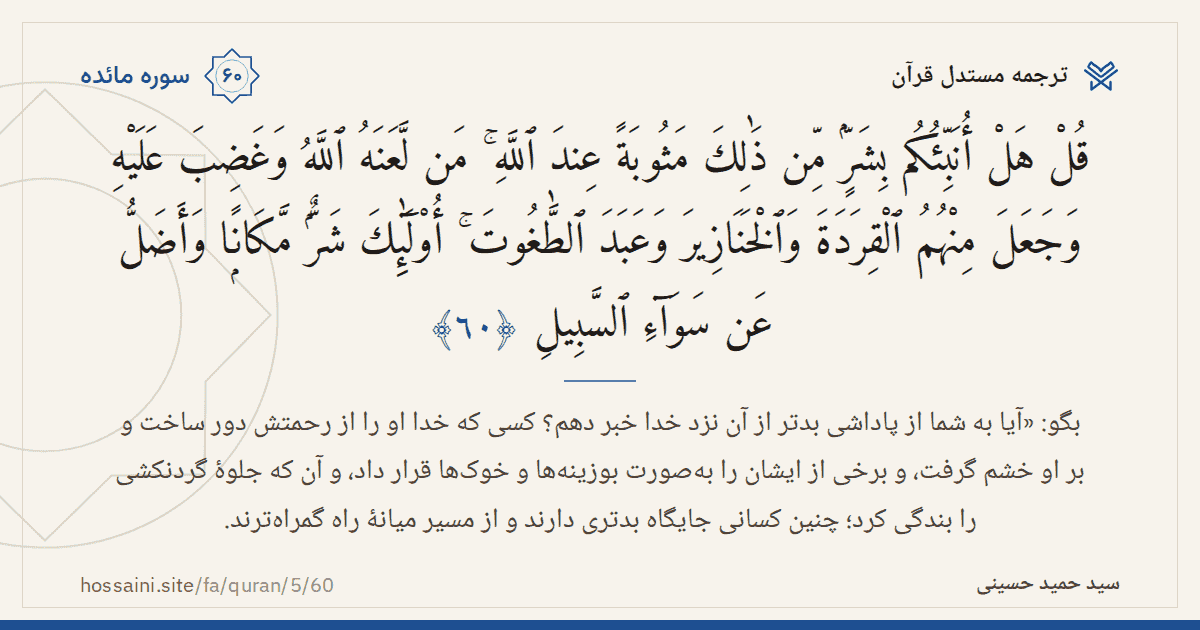 ترجمه مستدل قرآن
سوره مائده ۶۰
قُلْ هَلْ أُنَبِّئُكُم بِشَرٍّۢ مِّن ذَٰلِكَ مَثُوبَةً عِندَ ٱللَّهِ ۚ مَن لَّعَنَهُ ٱللَّهُ وَغَضِبَ عَلَيْهِ
وَجَعَلَ مِنْهُمُ ٱلْقِرَدَةَ وَٱلْخَنَازِيرَ وَعَبَدَ ٱلطَّٰغُوتَ ۚ أُو۟لَٰٓئِكَ شَرٌّۭ مَّكَانًۭا وَأَضَلُّ
عَن سَوَآءِ ٱلسَّبِيلِ ﴿٦٠﴾
بگو: «آیا به شما از پاداشی بدتر از آن نزد خدا خبر دهم؟ کسی که خدا او را از رحمتش دور ساخت و
بر او خشم گرفت، و برخی از ایشان را به‌صورت بوزینه‌ها و خوک‌ها قرار داد، و آن که جلوهٔ گردنکشی
را بندگی کرد؛ چنین کسانی جایگاه بدتری دارند و از مسیر میانهٔ راه گمراه‌ترند.
سید حمید حسینی
hossaini.site/fa/quran/5/60